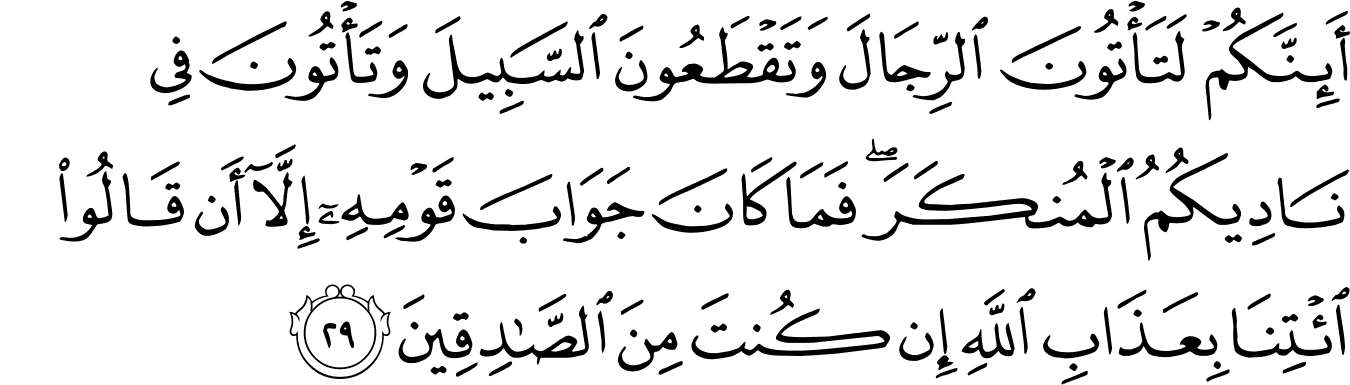 أَئِنَّكُمۡ لَتَأۡتُونَ ٱلرِّجَالَ وَتَقۡطَعُونَ ٱلسَّبِيلَ وَتَأۡتُونَ فِي
نَادِيكُمُ ٱلۡمُنكَرَۖ فَمَا كَانَ جَوَابَ قَوۡمِهِۦٓ إِلَّآ أَن قَالُواْ
ٱئۡتِنَا بِعَذَابِ ٱللَّهِ إِن كُنتَ مِنَ ٱلصَّٰدِقِينَ ٢٩